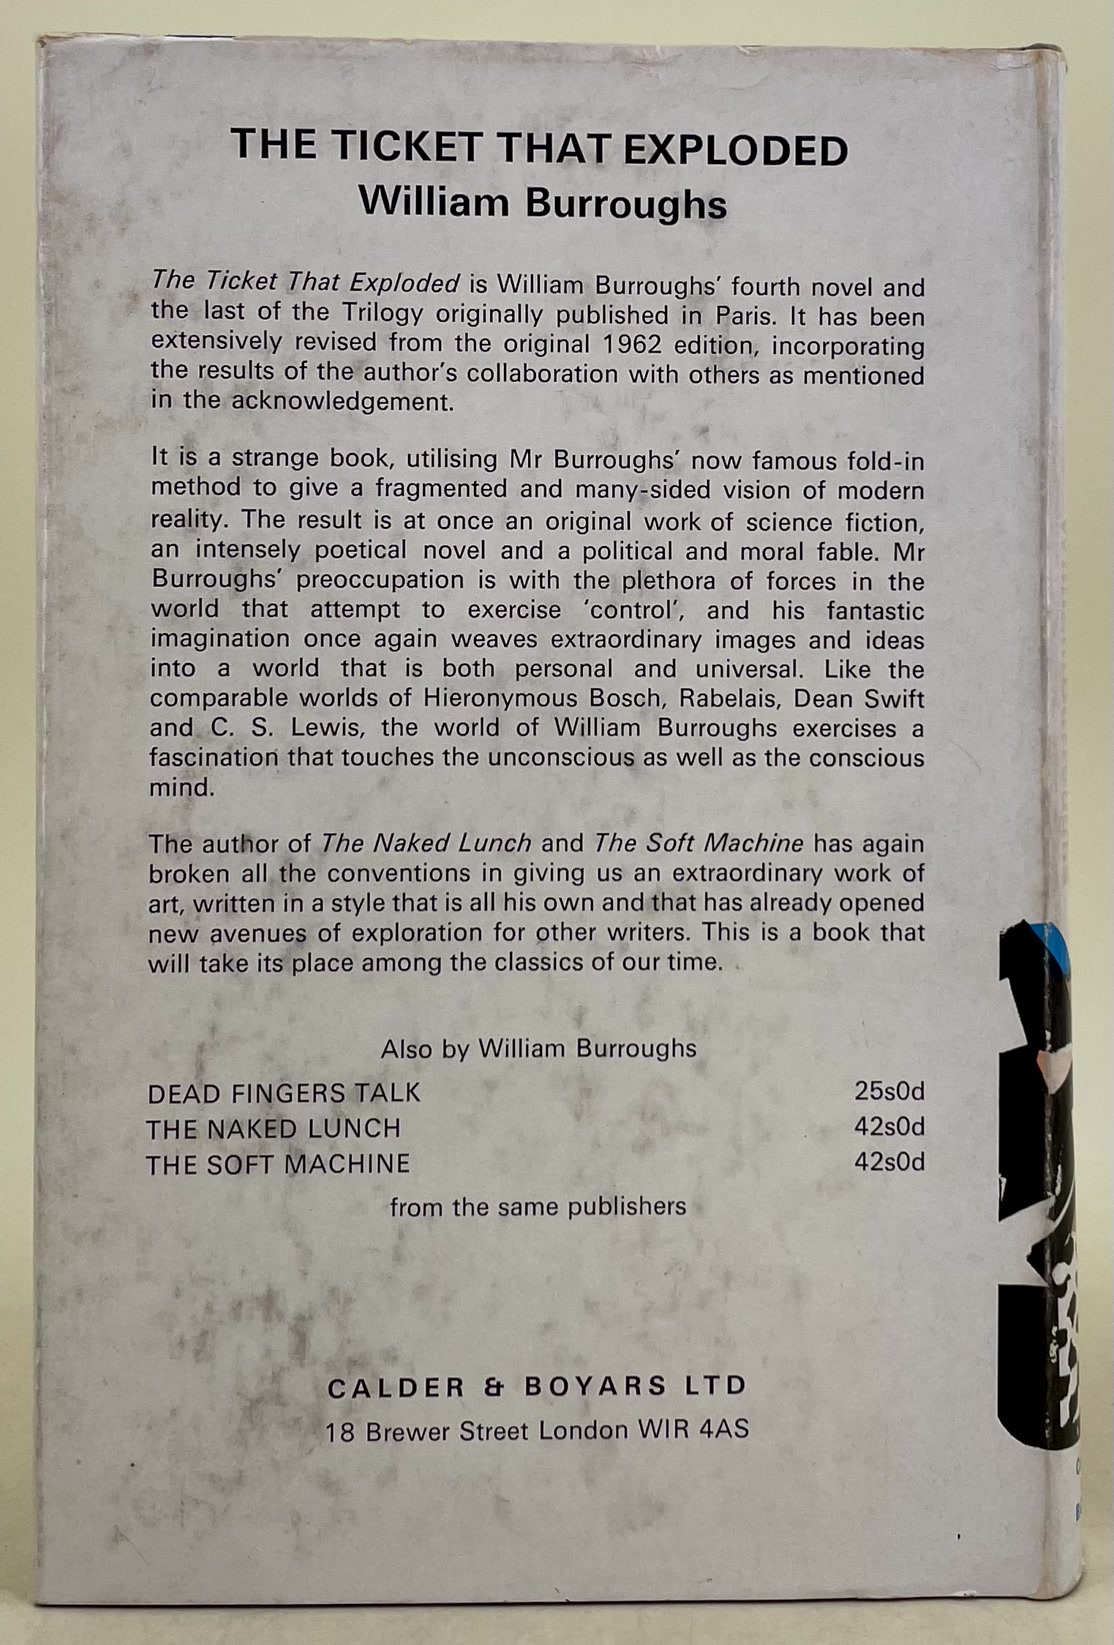 THE TICKET THAT EXPLODED
William Burroughs
The Ticket That Exploded is William Burroughs' fourth novel and
the last of the Trilogy originally published in Paris. It has been
extensively revised from the original 1962 edition, incorporating
the results of the author's collaboration with others as mentioned
in the acknowledgement.
It is a strange book, utilising Mr Burroughs' now famous fold-in
method to give a fragmented and many-sided vision of modern
reality. The result is at once an original work of science fiction,
an intensely poetical novel and a political and moral fable. Mr
Burroughs' preoccupation is with the plethora of forces in the
world that attempt to exercise 'control', and his fantastic
imagination once again weaves extraordinary images and ideas
into a world that is both personal and universal. Like the
comparable worlds of Hieronymous Bosch, Rabelais, Dean Swift
and C. S. Lewis, the world of William Burroughs exercises a
fascination that touches the unconscious as well as the conscious
mind.
The author of The Naked Lunch and The Soft Machine has again
broken all the conventions in giving us an extraordinary work of
art, written in a style that is all his own and that has already opened
new avenues of exploration for other writers. This is a book that
will take its place among the classics of our time.
Also by William Burroughs
DEAD FINGERS TALK 25s0d
THE NAKED LUNCH 42s0d
THE SOFT MACHINE 42s0d
from the same publishers
CALDER & BOYARS LTD
18 Brewer Street London WIR 4AS